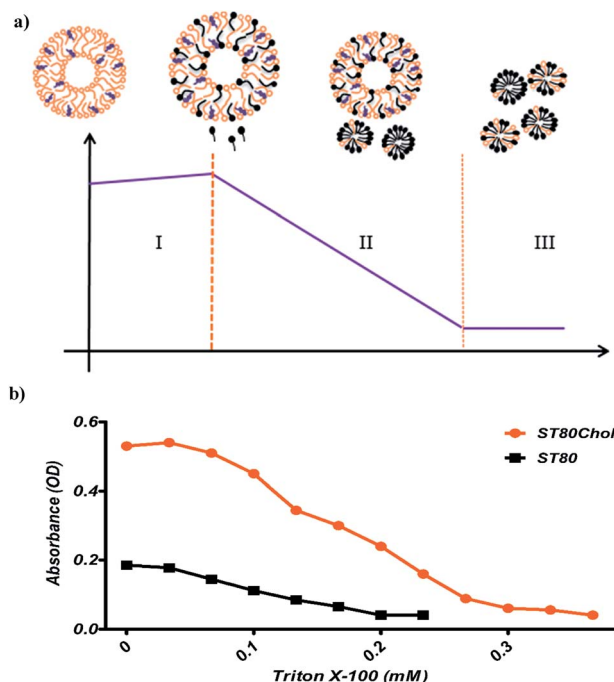 a)
I
II
III
b)
0.6
0.4
0.2
0.0
Absorbance (OD)
ST80Chol
ST80
0
0.1
0.2
0.3
Triton X-100 (mM)